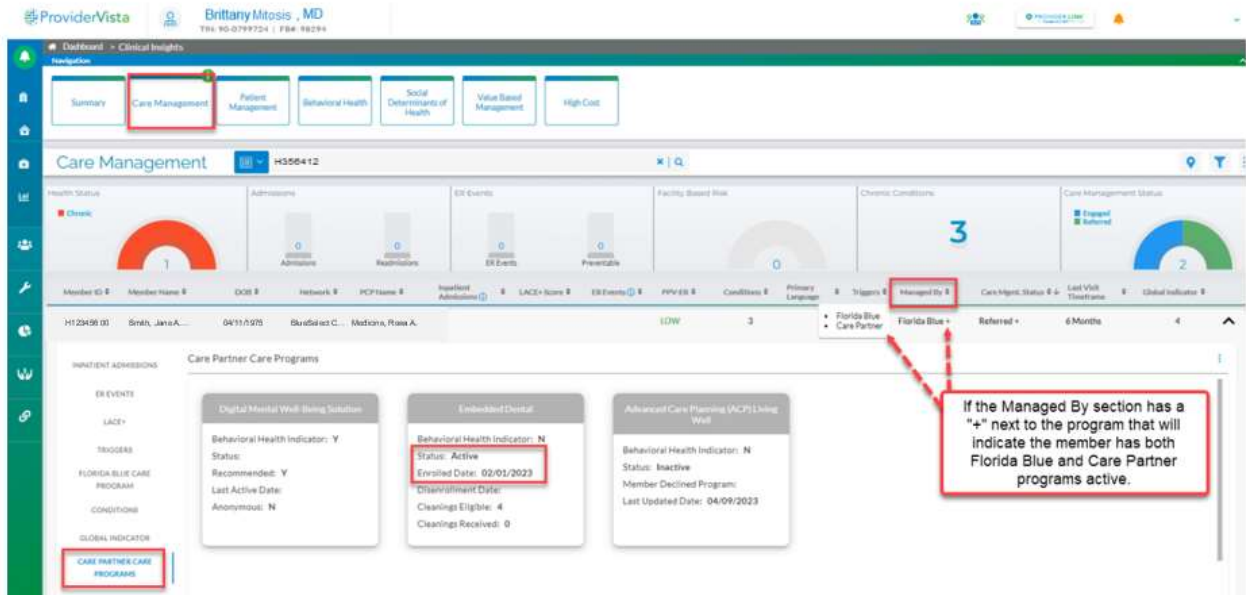 ProviderVista
Brittany Mitosis , MD
TIN: 90-0799724 | FB#: 98294
PROVIDER LINK
Dashboard > Clinical Insights
Navigation
Summary
Care Management
Patient
Management
Behavioral Health
Social
Determinants of
Health
Value Based
Management
High Cost
Care Management
H356412
Health Status
Chronic
1
Admissions
0
Admissions
0
Readmissions
ER Events
0
ER Events
0
Preventable
Facility Based Risk
0
Chronic Conditions
3
Care Management Status
Engaged
Referred
2
Member ID
Member Name
DOB
Network
PCP Name
Inpatient
Admissions
LACE+ Score
ER Events
PPV ER
Conditions
Primary
Language
Triggers
Managed By
Care Mgmt. Status
Last Visit
Timeframe
Global Indicator
H123456 00
Smith, Jane A....
04/11/1975
BlueSelect C...
Medicina, Rosa A.
LOW
3
• Florida Blue
• Care Partner
Florida Blue +
Referred +
6 Months
4
INPATIENT ADMISSIONS
ER EVENTS
LACE+
TRIGGERS
FLORIDA BLUE CARE
PROGRAM
CONDITIONS
GLOBAL INDICATOR
CARE PARTNER CARE
PROGRAMS
Care Partner Care Programs
Digital Mental Well-Being Solution
Behavioral Health Indicator: Y
Status:
Recommended: Y
Last Active Date:
Anonymous: N
Embedded Dental
Behavioral Health Indicator: N
Status: Active
Enrolled Date: 02/01/2023
Disenrollment Date:
Cleanings Eligible: 4
Cleanings Received: 0
Advanced Care Planning (ACP) Living
Well
Behavioral Health Indicator: N
Status: Inactive
Member Declined Program:
Last Updated Date: 04/09/2023
If the Managed By section has a
"+" next to the program that will
indicate the member has both
Florida Blue and Care Partner
programs active.